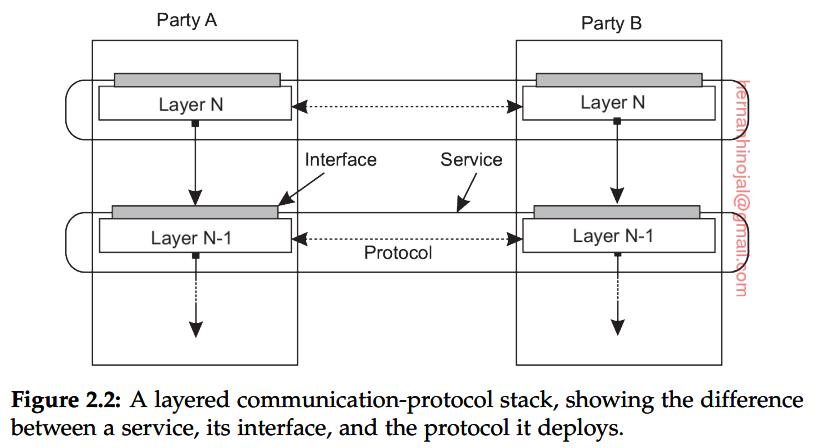 Party A
Party B
Layer N
Layer N
Interface
Service
Layer N-1
Layer N-1
Protocol
hernanhinojal@gmail.com
Figure 2.2: A layered communication-protocol stack, showing the difference
between a service, its interface, and the protocol it deploys.